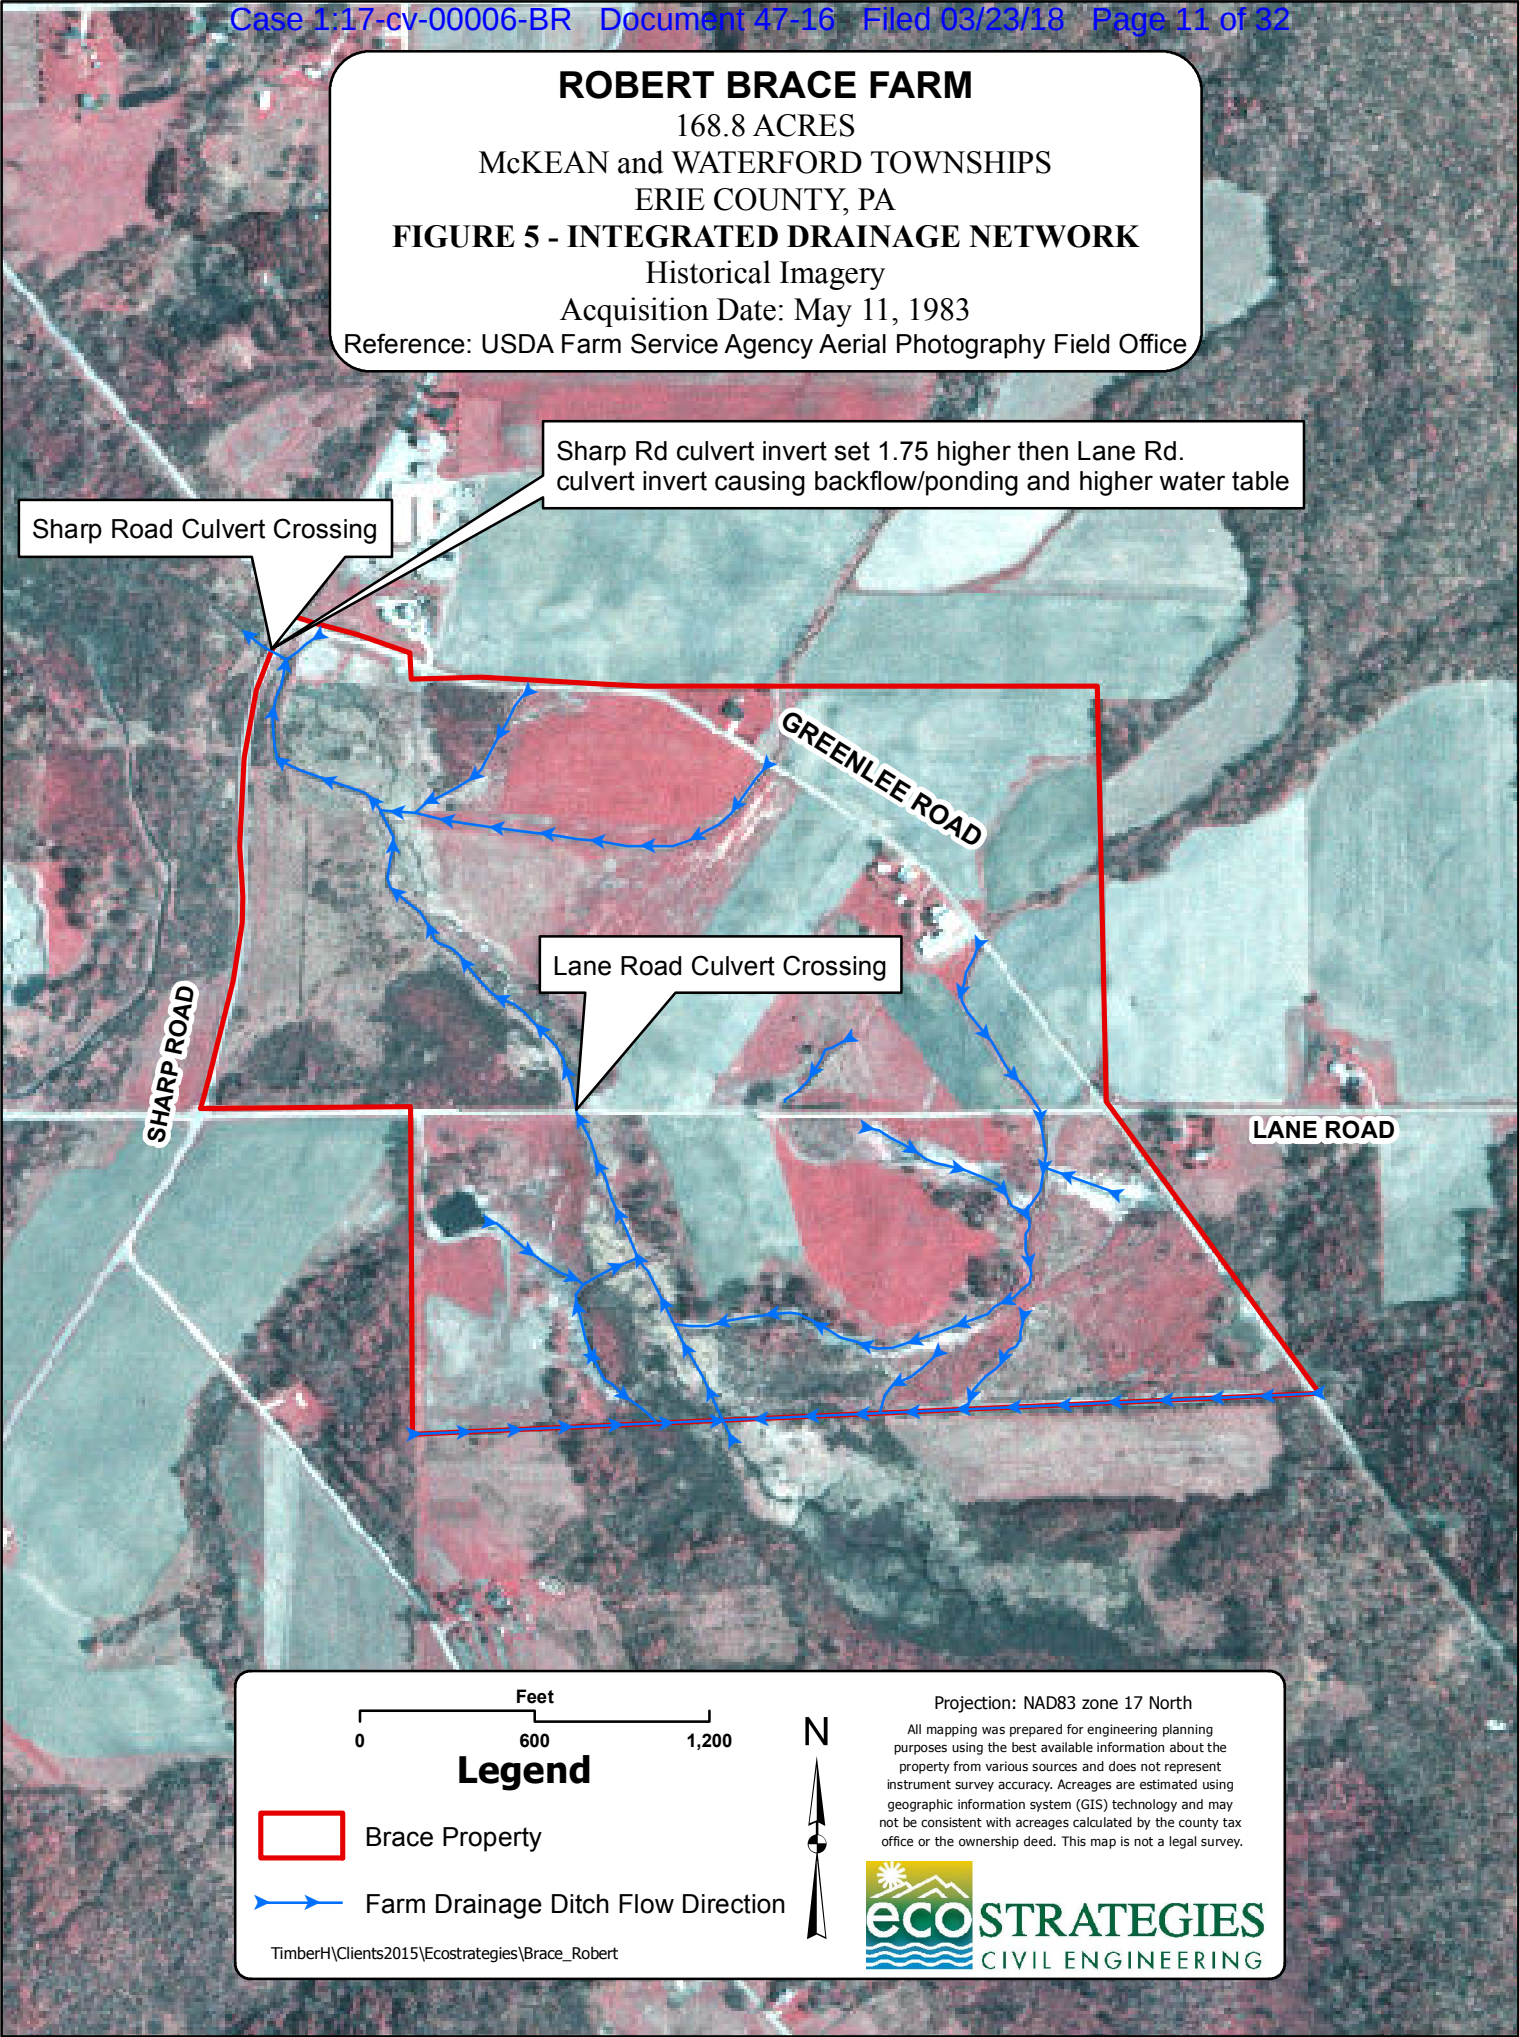 Case 1:17-cv-00006-BR Document 47-16 Filed 03/23/18 Page 11 of 32
ROBERT BRACE FARM
168.8 ACRES
McKEAN and WATERFORD TOWNSHIPS
ERIE COUNTY, PA
FIGURE 5 - INTEGRATED DRAINAGE NETWORK
Historical Imagery
Acquisition Date: May 11, 1983
Reference: USDA Farm Service Agency Aerial Photography Field Office
Sharp Rd culvert invert set 1.75 higher then Lane Rd.
culvert invert causing backflow/ponding and higher water table
Sharp Road Culvert Crossing
GREENLEE ROAD
Lane Road Culvert Crossing
SHARP ROAD
LANE ROAD
Feet
0 600 1,200
Legend
Brace Property
Farm Drainage Ditch Flow Direction
TimberH\Clients2015\Ecostrategies\Brace_Robert
N
Projection: NAD83 zone 17 North
All mapping was prepared for engineering planning
purposes using the best available information about the
property from various sources and does not represent
instrument survey accuracy. Acreages are estimated using
geographic information system (GIS) technology and may
not be consistent with acreages calculated by the county tax
office or the ownership deed. This map is not a legal survey.
eco STRATEGIES
CIVIL ENGINEERING